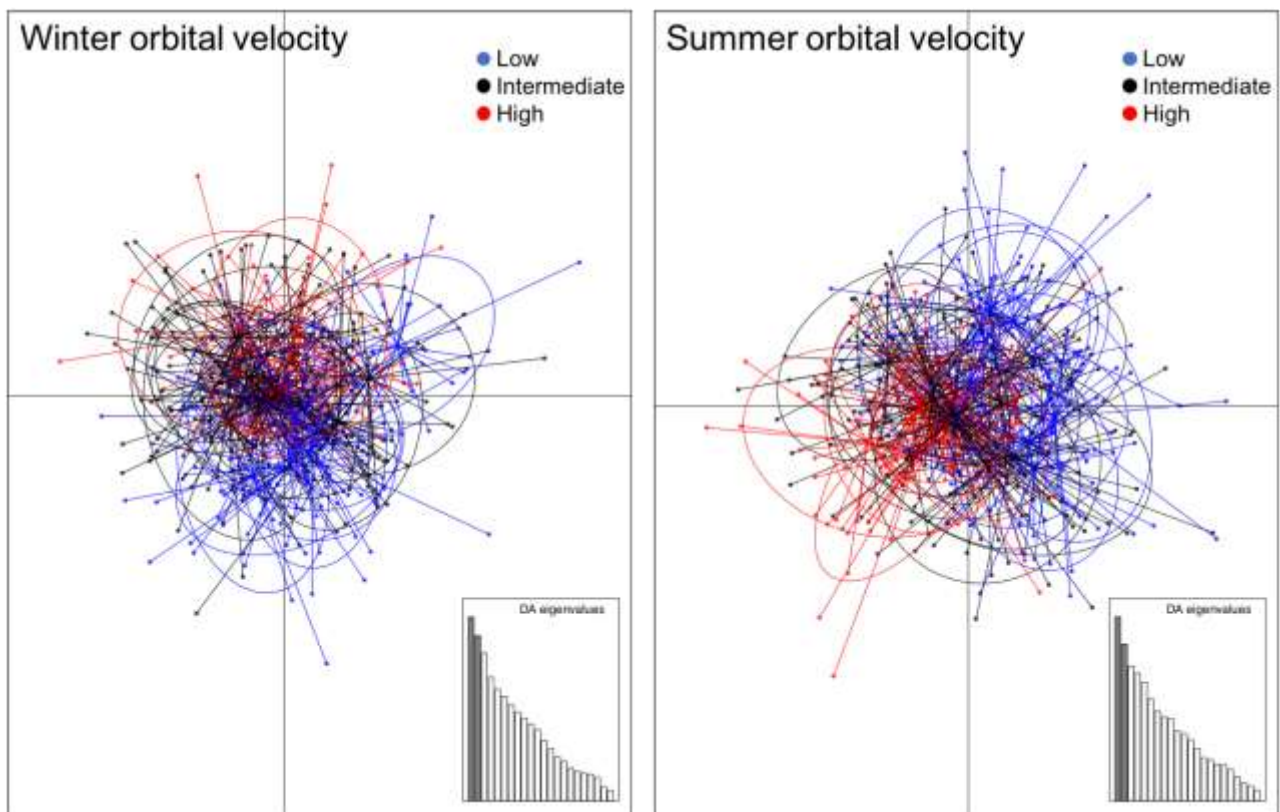 Winter orbital velocity
Low
Intermediate
High
DA eigenvalues
Summer orbital velocity
Low
Intermediate
High
DA eigenvalues